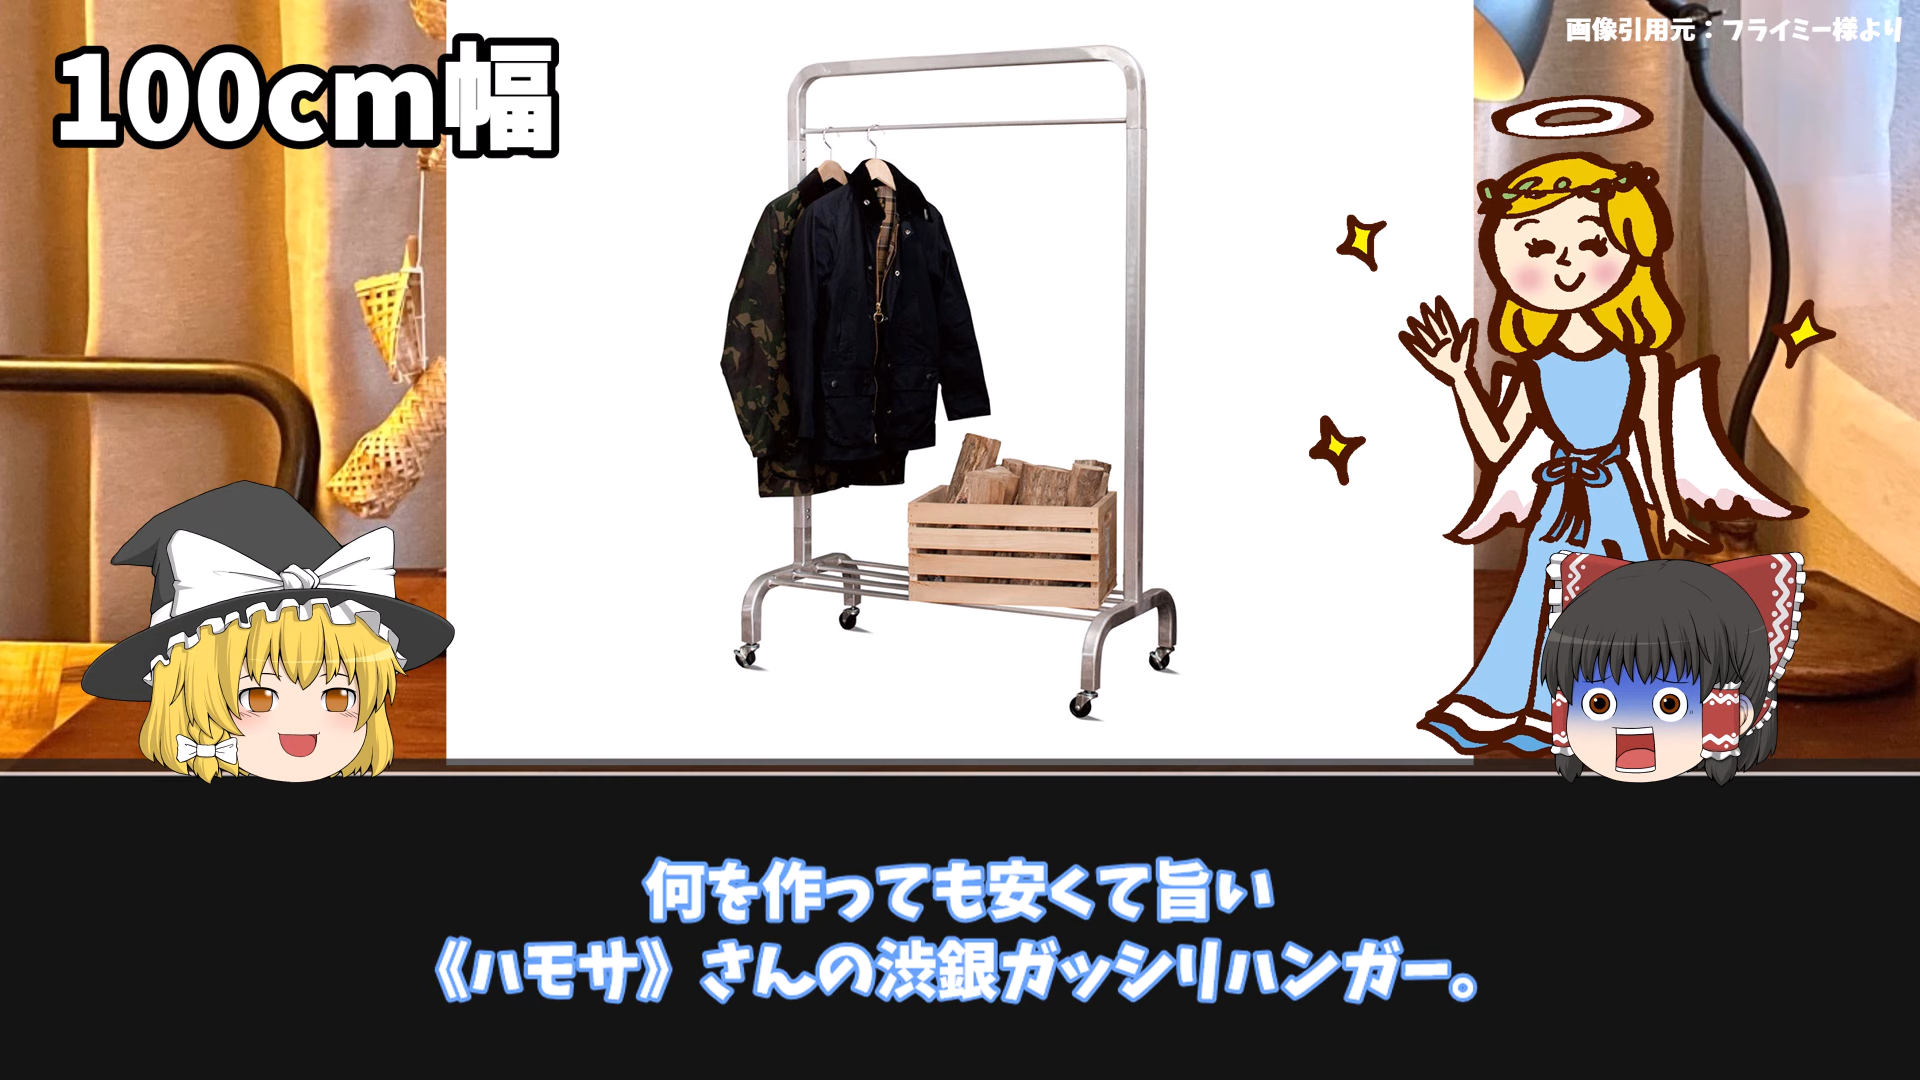 画像引用元：フライミー様より
100cm幅
何を作っても安くて旨い
《ハモサ》さんの渋銀ガッシリハンガー。